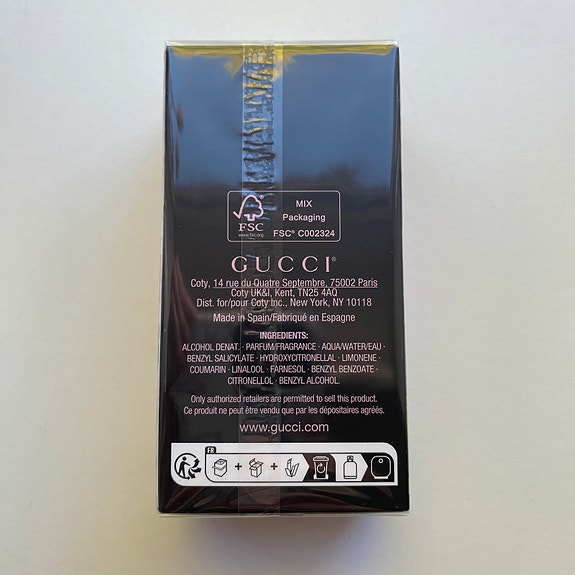 MIX
Packaging
FSC
www.fsc.org
FSC® C002324
GUCCI®
Coty, 14 rue du Quatre Septembre, 75002 Paris
Coty UK&I, Kent, TN25 4AQ
Dist. for/pour Coty Inc., New York, NY 10118
Made in Spain/Fabriqué en Espagne
INGREDIENTS:
ALCOHOL DENAT. · PARFUM/FRAGRANCE · AQUA/WATER/EAU ·
BENZYL SALICYLATE · HYDROXYCITRONELLAL · LIMONENE ·
COUMARIN · LINALOOL · FARNESOL · BENZYL BENZOATE ·
CITRONELLOL · BENZYL ALCOHOL.
Only authorized retailers are permitted to sell this product.
Ce produit ne peut être vendu que par les dépositaires agréés.
www.gucci.com
FR
+ +